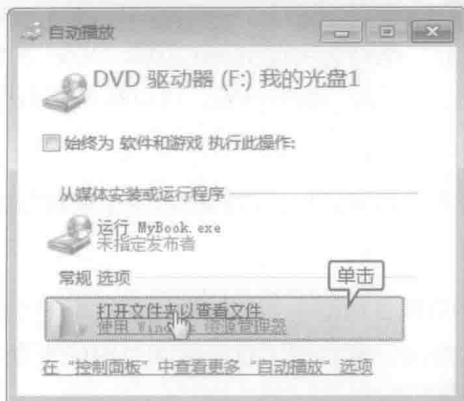 自动播放
DVD 驱动器 (F:) 我的光盘1
始终为 软件和游戏 执行此操作:
从媒体安装或运行程序
运行 MyBook.exe
未指定发布者
常规 选项
单击
打开文件夹以查看文件
使用 Windows 资源管理器
在“控制面板”中查看更多“自动播放”选项